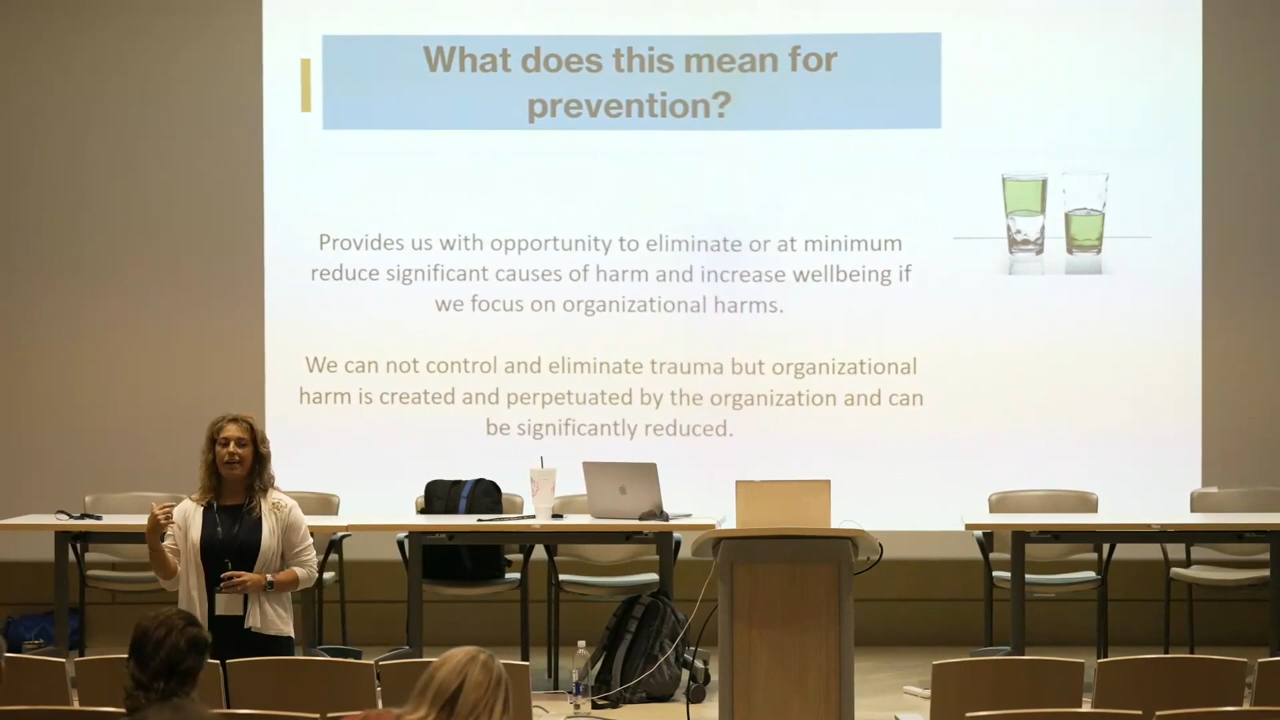 What does this mean for
prevention?
Provides us with opportunity to eliminate or at minimum
reduce significant causes of harm and increase wellbeing if
we focus on organizational harms.
We can not control and eliminate trauma but organizational
harm is created and perpetuated by the organization and can
be significantly reduced.